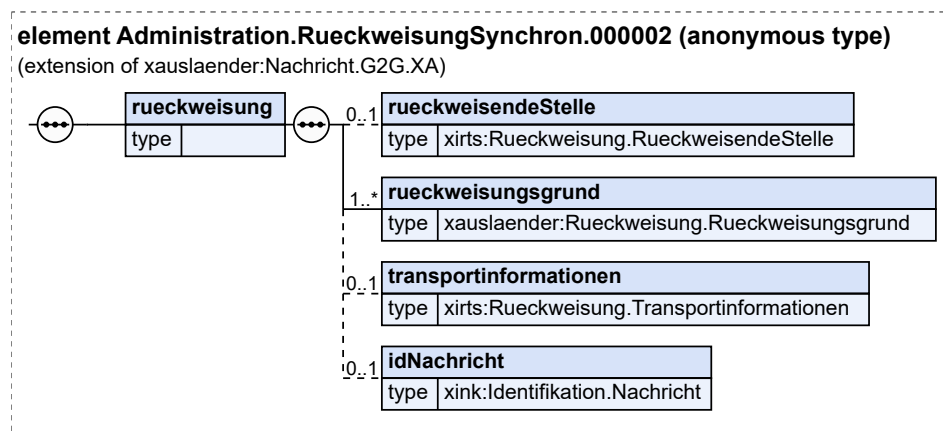 element Administration.RueckweisungSynchron.000002 (anonymous type)
(extension of xauslaender:Nachricht.G2G.XA)
rueckweisung
type
0..1
rueckweisendeStelle
type xirts:Rueckweisung.RueckweisendeStelle
1..*
rueckweisungsgrund
type xauslaender:Rueckweisung.Rueckweisungsgrund
0..1
transportinformationen
type xirts:Rueckweisung.Transportinformationen
0..1
idNachricht
type xink:Identifikation.Nachricht